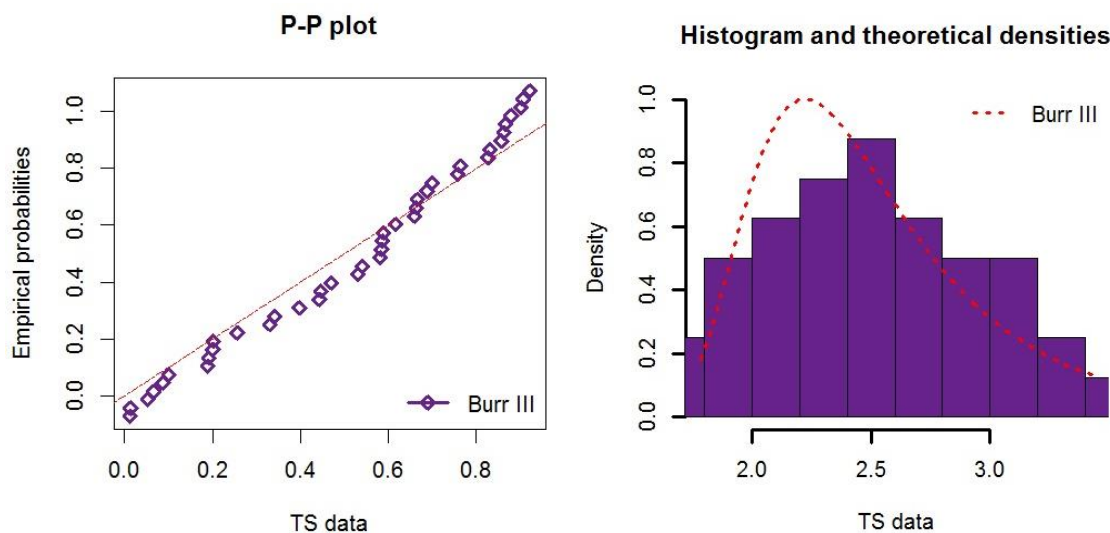 P-P plot
Empirical probabilities
1.0
0.8
0.6
0.4
0.2
0.0
Burr III
0.0 0.2 0.4 0.6 0.8
TS data
Histogram and theoretical densities
Density
1.0
0.8
0.6
0.4
0.2
0.0
Burr III
2.0 2.5 3.0
TS data